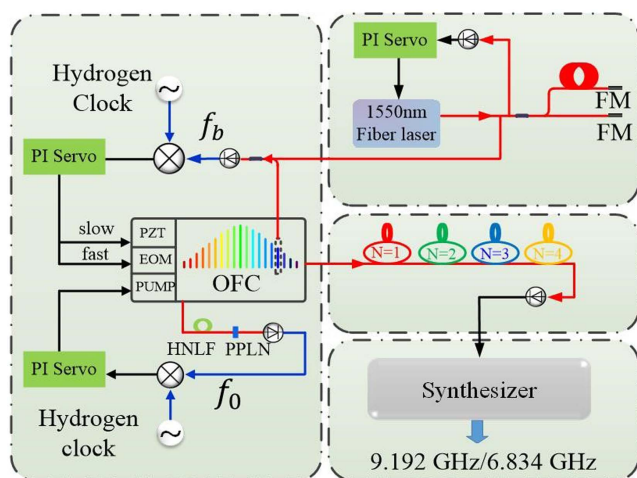 Hydrogen
Clock
f_b
PI Servo
slow
fast
PZT
EOM
PUMP
OFC
HNLF PPLN
PI Servo
f_0
Hydrogen
clock
PI Servo
1550nm
Fiber laser
FM
FM
N=1
N=2
N=3
N=4
Synthesizer
9.192 GHz/6.834 GHz